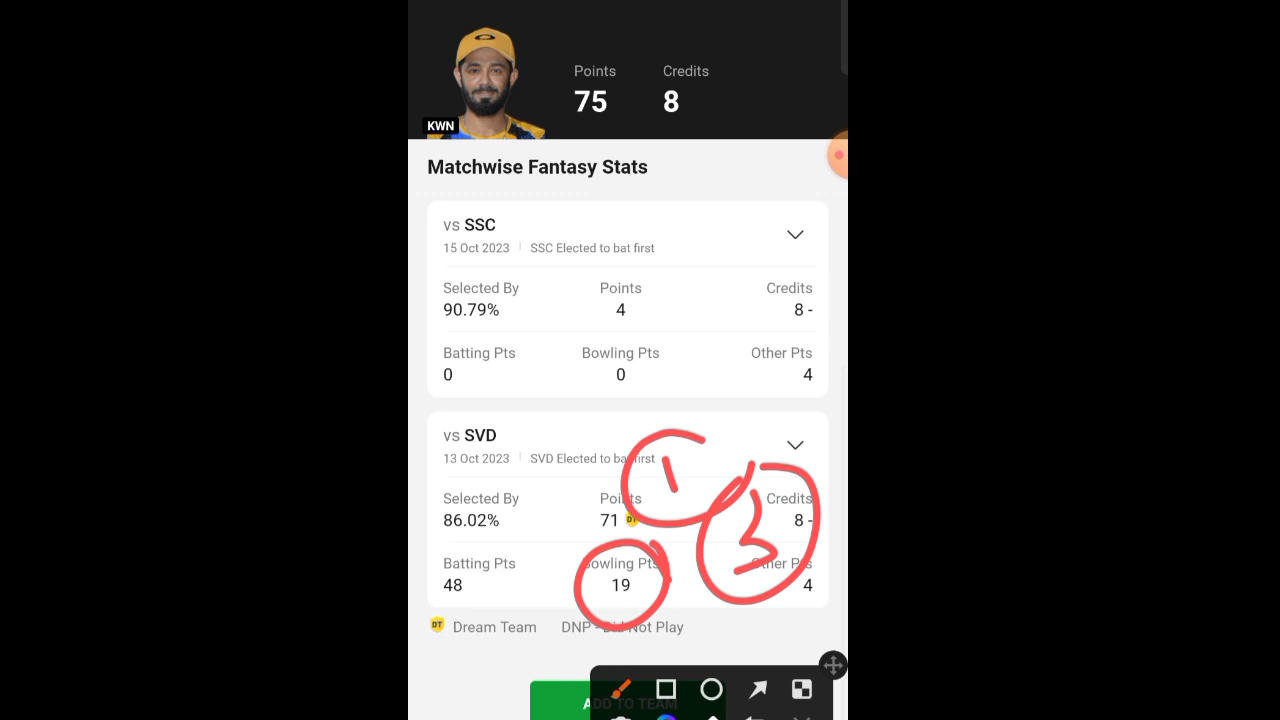 Points Credits
75 8
KWN
Matchwise Fantasy Stats
vs SSC
15 Oct 2023 | SSC Elected to bat first
Selected By Points Credits
90.79% 4 8 -
Batting Pts Bowling Pts Other Pts
0 0 4
vs SVD
13 Oct 2023 | SVD Elected to bat first
1
Selected By Points Credits
86.02% 71 DT 8 -
3
Batting Pts Bowling Pts Other Pts
48 19 4
DT Dream Team DNP - Did Not Play
ADD TO TEAM